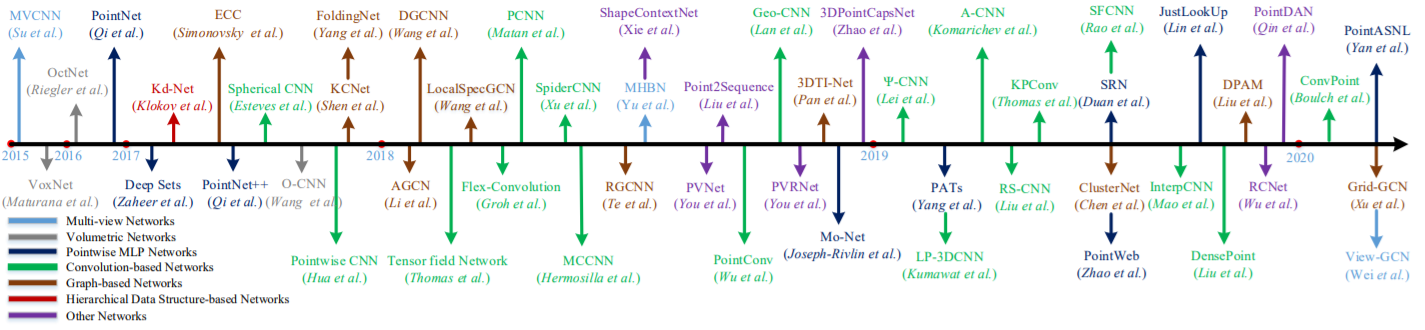 MVCNN
(Su et al.)
PointNet
(Qi et al.)
ECC
(Simonovsky et al.)
FoldingNet
(Yang et al.)
DGCNN
(Wang et al.)
PCNN
(Matan et al.)
ShapeContextNet
(Xie et al.)
Geo-CNN
(Lan et al.)
3DPointCapsNet
(Zhao et al.)
A-CNN
(Komarichev et al.)
SFCNN
(Rao et al.)
JustLookUp
(Lin et al.)
PointDAN
(Qin et al.)
PointASNL
(Yan et al.)
OctNet
(Riegler et al.)
Kd-Net
(Klokov et al.)
Spherical CNN
(Esteves et al.)
KCNet
(Shen et al.)
LocalSpecGCN
(Wang et al.)
SpiderCNN
(Xu et al.)
MHBN
(Yu et al.)
Point2Sequence
(Liu et al.)
3DTI-Net
(Pan et al.)
Ψ-CNN
(Lei et al.)
KPConv
(Thomas et al.)
SRN
(Duan et al.)
DPAM
(Liu et al.)
ConvPoint
(Boulch et al.)
2015
2016
2017
2018
2019
2020
VoxNet
(Maturana et al.)
Deep Sets
(Zaheer et al.)
PointNet++
(Qi et al.)
O-CNN
(Wang et al.)
AGCN
(Li et al.)
Flex-Convolution
(Groh et al.)
RGCNN
(Te et al.)
PVNet
(You et al.)
PVRNet
(You et al.)
PATs
(Yang et al.)
RS-CNN
(Liu et al.)
ClusterNet
(Chen et al.)
InterpCNN
(Mao et al.)
RCNet
(Wu et al.)
Grid-GCN
(Xu et al.)
Pointwise CNN
(Hua et al.)
Tensor field Network
(Thomas et al.)
MCCNN
(Hermosilla et al.)
PointConv
(Wu et al.)
Mo-Net
(Joseph-Rivlin et al.)
LP-3DCNN
(Kumawat et al.)
PointWeb
(Zhao et al.)
DensePoint
(Liu et al.)
View-GCN
(Wei et al.)
Multi-view Networks
Volumetric Networks
Pointwise MLP Networks
Convolution-based Networks
Graph-based Networks
Hierarchical Data Structure-based Networks
Other Networks